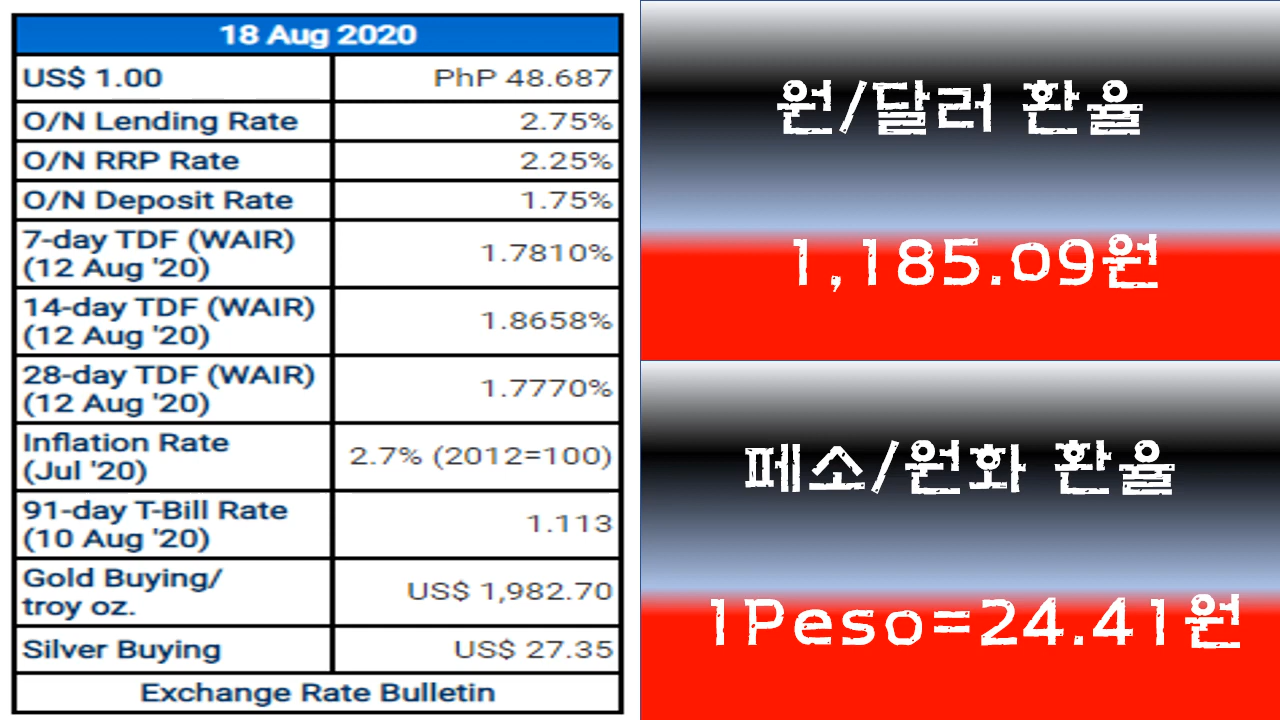 18 Aug 2020
US$ 1.00 PhP 48.687
O/N Lending Rate 2.75%
O/N RRP Rate 2.25%
O/N Deposit Rate 1.75%
7-day TDF (WAIR)
(12 Aug '20) 1.7810%
14-day TDF (WAIR)
(12 Aug '20) 1.8658%
28-day TDF (WAIR)
(12 Aug '20) 1.7770%
Inflation Rate
(Jul '20) 2.7% (2012=100)
91-day T-Bill Rate
(10 Aug '20) 1.113
Gold Buying/
troy oz. US$ 1,982.70
Silver Buying US$ 27.35
Exchange Rate Bulletin
원/달러 환율
1,185.09원
페소/원화 환율
1Peso=24.41원